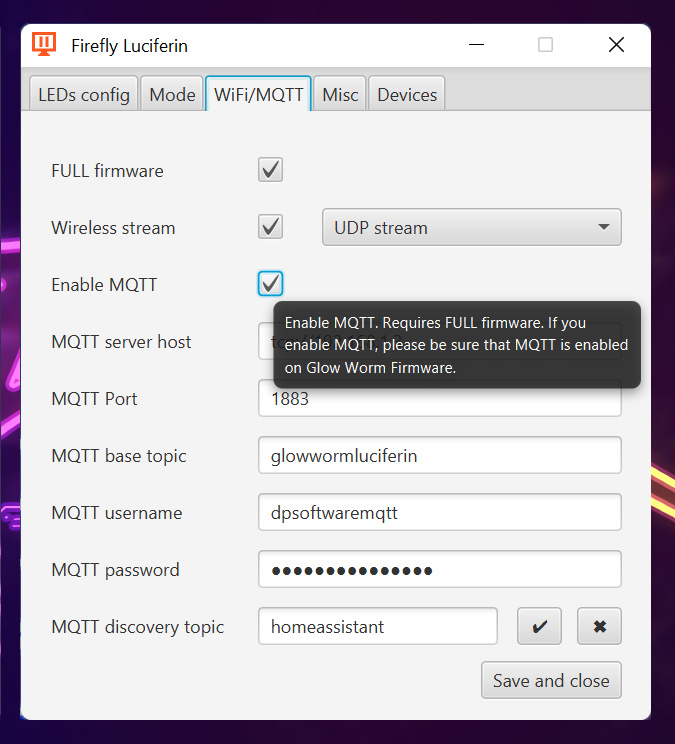 Firefly Luciferin
LEDs config Mode WiFi/MQTT Misc Devices
FULL firmware
Wireless stream UDP stream
Enable MQTT
Enable MQTT. Requires FULL firmware. If you
enable MQTT, please be sure that MQTT is enabled
on Glow Worm Firmware.
MQTT server host
MQTT Port 1883
MQTT base topic glowwormluciferin
MQTT username dpsoftwaremqtt
MQTT password ●●●●●●●●●●●●●●●
MQTT discovery topic homeassistant
Save and close